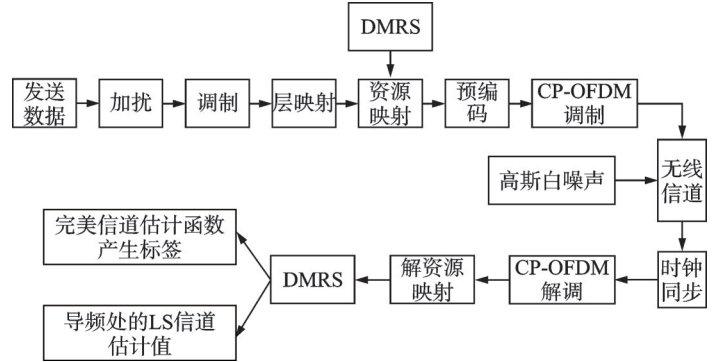 DMRS
发送
数据
加扰
调制
层映射
资源
映射
预编
码
CP-OFDM
调制
高斯白噪声
无线
信道
完美信道估计函数
产生标签
DMRS
解资源
映射
CP-OFDM
解调
时钟
同步
导频处的LS信道
估计值